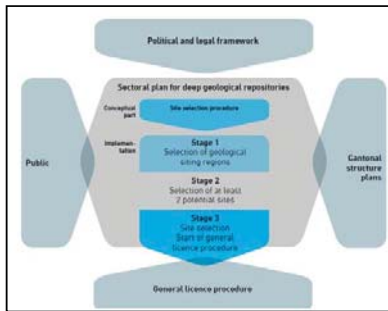 Political and legal framework
Sectoral plan for deep geological repositories
Conceptual part
Site selection procedure
Implemen-
tation
Stage 1
Selection of geological
siting regions
Public
Cantonal
structure
plans
Stage 2
Selection of at least
2 potential sites
Stage 3
Site selection
Start of general
licence procedure
General licence procedure